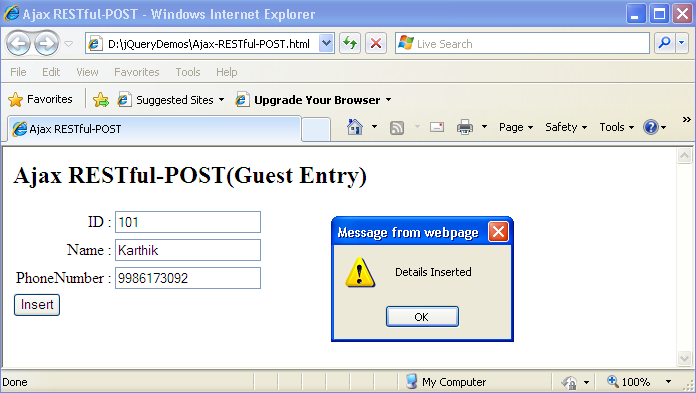 Ajax RESTful-POST - Windows Internet Explorer
D:\jQueryDemos\Ajax-RESTful-POST.html
Live Search
File Edit View Favorites Tools Help
Favorites Suggested Sites Upgrade Your Browser
Ajax RESTful-POST Page Safety Tools
Ajax RESTful-POST(Guest Entry)
ID : 101
Name : Karthik
PhoneNumber : 9986173092
Insert
Message from webpage
Details Inserted
OK
Done My Computer 100%